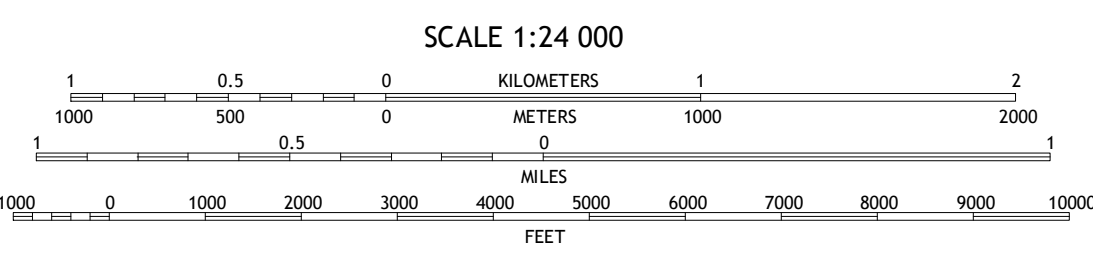 SCALE 1:24 000
1 0.5 0 KILOMETERS 1 2
1000 500 0 METERS 1000 2000
1 0.5 0 1
MILES
1000 0 1000 2000 3000 4000 5000 6000 7000 8000 9000 10000
FEET